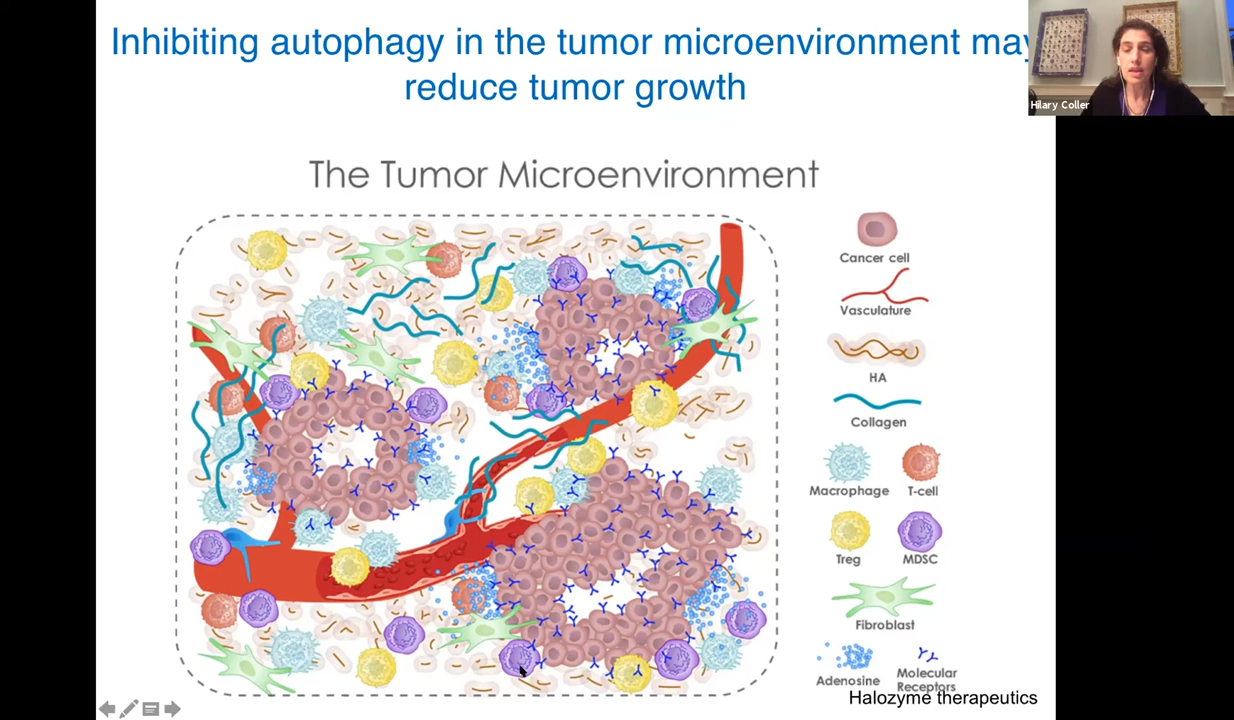 Inhibiting autophagy in the tumor microenvironment may
reduce tumor growth
Hilary Coller
The Tumor Microenvironment
Cancer cell
Vasculature
HA
Collagen
Macrophage T-cell
Treg MDSC
Fibroblast
Adenosine Molecular
Receptors
Halozyme therapeutics